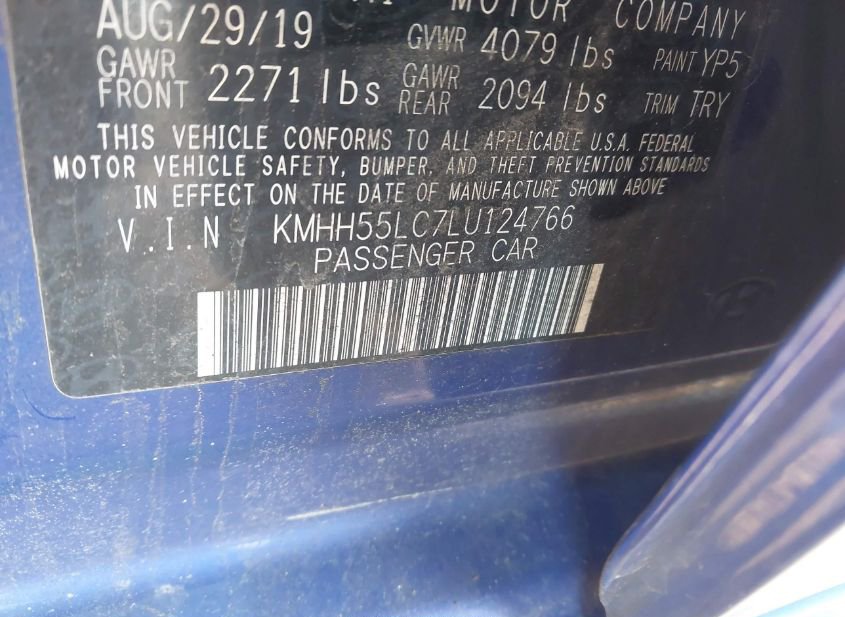 MOTOR COMPANY
AUG/29/19 GVWR 4079 lbs PAINT YP5
GAWR FRONT 2271 lbs GAWR REAR 2094 lbs TRIM TRY
THIS VEHICLE CONFORMS TO ALL APPLICABLE U.S.A. FEDERAL
MOTOR VEHICLE SAFETY, BUMPER, AND THEFT PREVENTION STANDARDS
IN EFFECT ON THE DATE OF MANUFACTURE SHOWN ABOVE
V.I.N KMHH55LC7LU124766
PASSENGER CAR